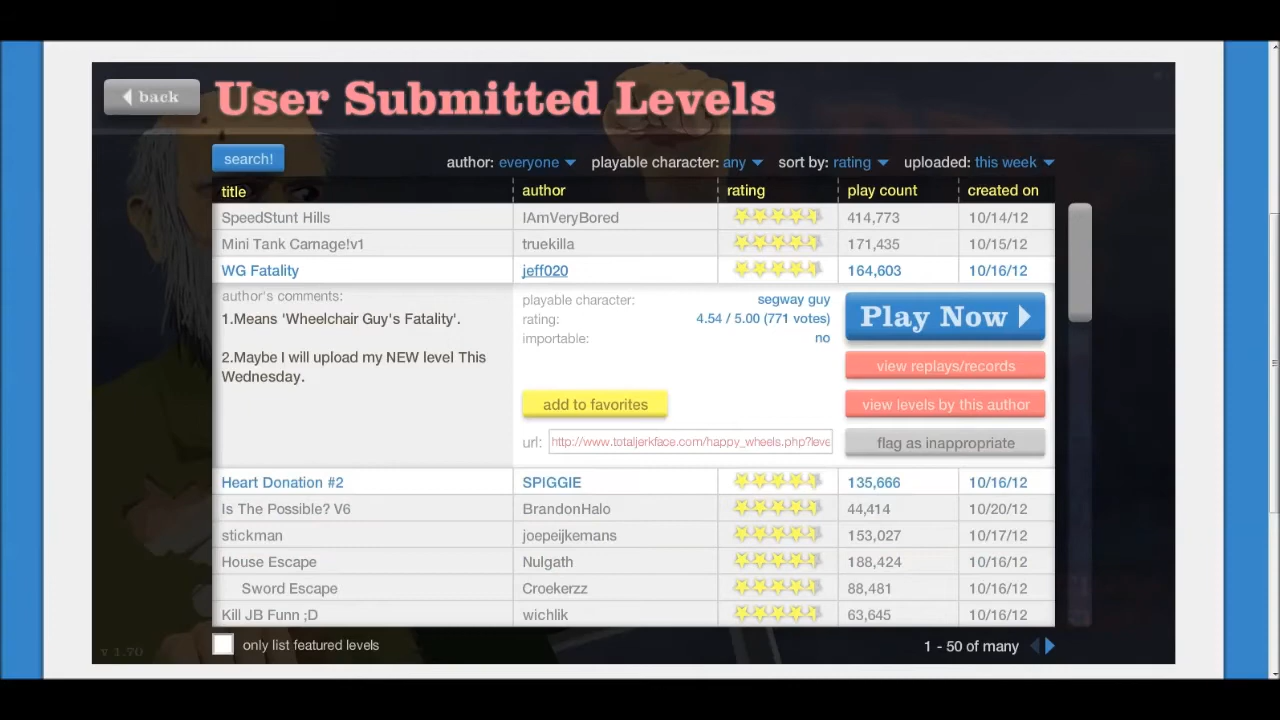 back
User Submitted Levels
search!
author: everyone playable character: any sort by: rating uploaded: this week
title author rating play count created on
SpeedStunt Hills IAmVeryBored 414,773 10/14/12
Mini Tank Carnage!v1 truekilla 171,435 10/15/12
WG Fatality jeff020 164,603 10/16/12
author's comments:
1.Means 'Wheelchair Guy's Fatality'.
2.Maybe I will upload my NEW level This
Wednesday.
playable character: segway guy
rating: 4.54 / 5.00 (771 votes)
importable: no
add to favorites
url: http://www.totaljerkface.com/happy_wheels.php?leve
Play Now
view replays/records
view levels by this author
flag as inappropriate
Heart Donation #2 SPIGGIE 135,666 10/16/12
Is The Possible? V6 BrandonHalo 44,414 10/20/12
stickman joepeijkemans 153,027 10/17/12
House Escape Nulgath 188,424 10/16/12
Sword Escape Croekerzz 88,481 10/16/12
Kill JB Funn ;D wichlik 63,645 10/16/12
only list featured levels
1 - 50 of many
v 1.70